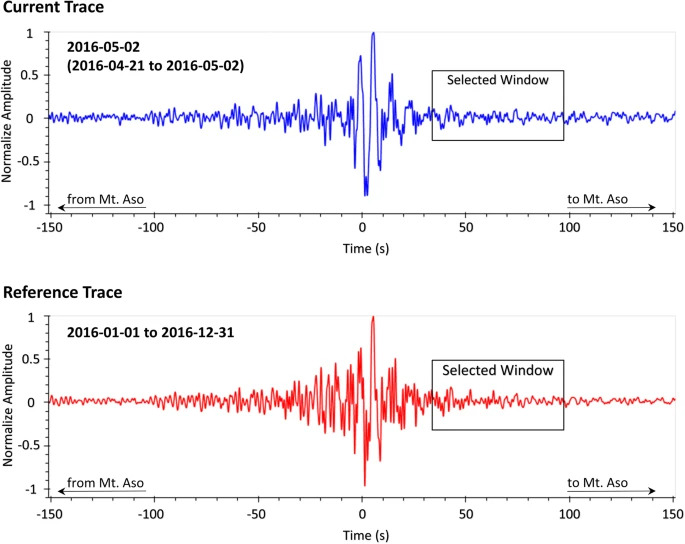 Current Trace
Normalize Amplitude
1
0.5
0
-0.5
-1
2016-05-02
(2016-04-21 to 2016-05-02)
Selected Window
from Mt. Aso
to Mt. Aso
-150 -100 -50 0 50 100 150
Time (s)
Reference Trace
Normalize Amplitude
1
0.5
0
-0.5
-1
2016-01-01 to 2016-12-31
Selected Window
from Mt. Aso
to Mt. Aso
-150 -100 -50 0 50 100 150
Time (s)